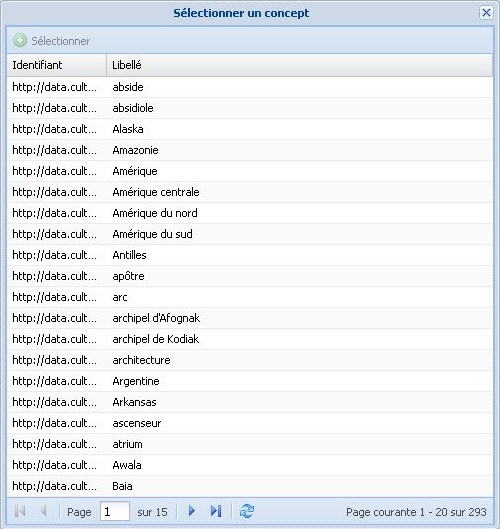 Sélectionner un concept
Sélectionner
Identifiant Libellé
http://data.cult... abside
http://data.cult... absidiole
http://data.cult... Alaska
http://data.cult... Amazonie
http://data.cult... Amérique
http://data.cult... Amérique centrale
http://data.cult... Amérique du nord
http://data.cult... Amérique du sud
http://data.cult... Antilles
http://data.cult... apôtre
http://data.cult... arc
http://data.cult... archipel d'Afognak
http://data.cult... archipel de Kodiak
http://data.cult... architecture
http://data.cult... Argentine
http://data.cult... Arkansas
http://data.cult... ascenseur
http://data.cult... atrium
http://data.cult... Awala
http://data.cult... Baia
Page 1 sur 15 Page courante 1 - 20 sur 293